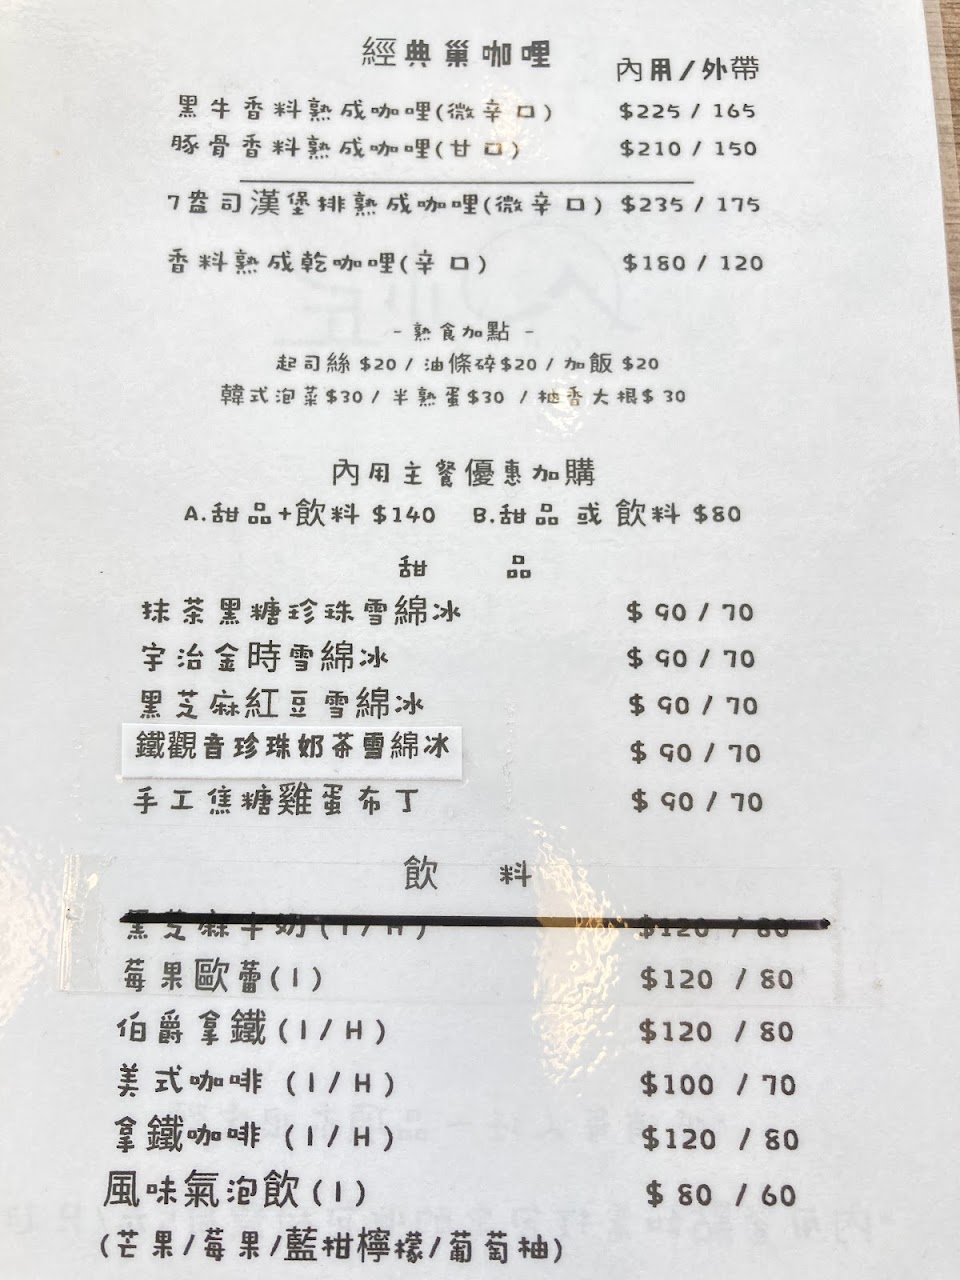 經典巢咖哩
內用/外帶
黑牛香料熟成咖哩(微辛口) $225 / 165
豚骨香料熟成咖哩(甘口) $210 / 150
7盎司漢堡排熟成咖哩(微辛口) $235 / 175
香料熟成乾咖哩(辛口) $180 / 120
- 熟食加點 -
起司絲$20 / 油條碎$20 / 加飯$20
韓式泡菜$30 / 半熟蛋$30 / 柚香大根$ 30
內用主餐優惠加購
A.甜品+飲料 $140 B.甜品 或 飲料 $80
甜 品
抹茶黑糖珍珠雪綿冰 $ 90 / 70
宇治金時雪綿冰 $ 90 / 70
黑芝麻紅豆雪綿冰 $ 90 / 70
鐵觀音珍珠奶茶雪綿冰 $ 90 / 70
手工焦糖雞蛋布丁 $ 90 / 70
飲 料
黑芝麻牛奶(I/H) $120 / 80
莓果歐蕾(I) $120 / 80
伯爵拿鐵(I/H) $120 / 80
美式咖啡 (I/H) $100 / 70
拿鐵咖啡 (I/H) $120 / 80
風味氣泡飲(I) $ 80 / 60
(芒果/莓果/藍柑檸檬/葡萄柚)